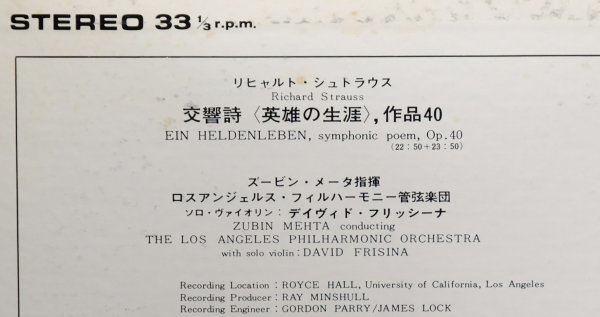 STEREO 33 1/3 r.p.m.
リヒャルト・シュトラウス
Richard Strauss
交響詩〈英雄の生涯〉,作品40
EIN HELDENLEBEN, symphonic poem, Op.40
(22:50+23:50)
ズービン・メータ指揮
ロスアンジェルス・フィルハーモニー管弦楽団
ソロ・ヴァイオリン:デイヴィド・フリッシーナ
ZUBIN MEHTA conducting
THE LOS ANGELES PHILHARMONIC ORCHESTRA
with solo violin:DAVID FRISINA
Recording Location:ROYCE HALL, University of California, Los Angeles
Recording Producer:RAY MINSHULL
Recording Engineer:GORDON PARRY/JAMES LOCK